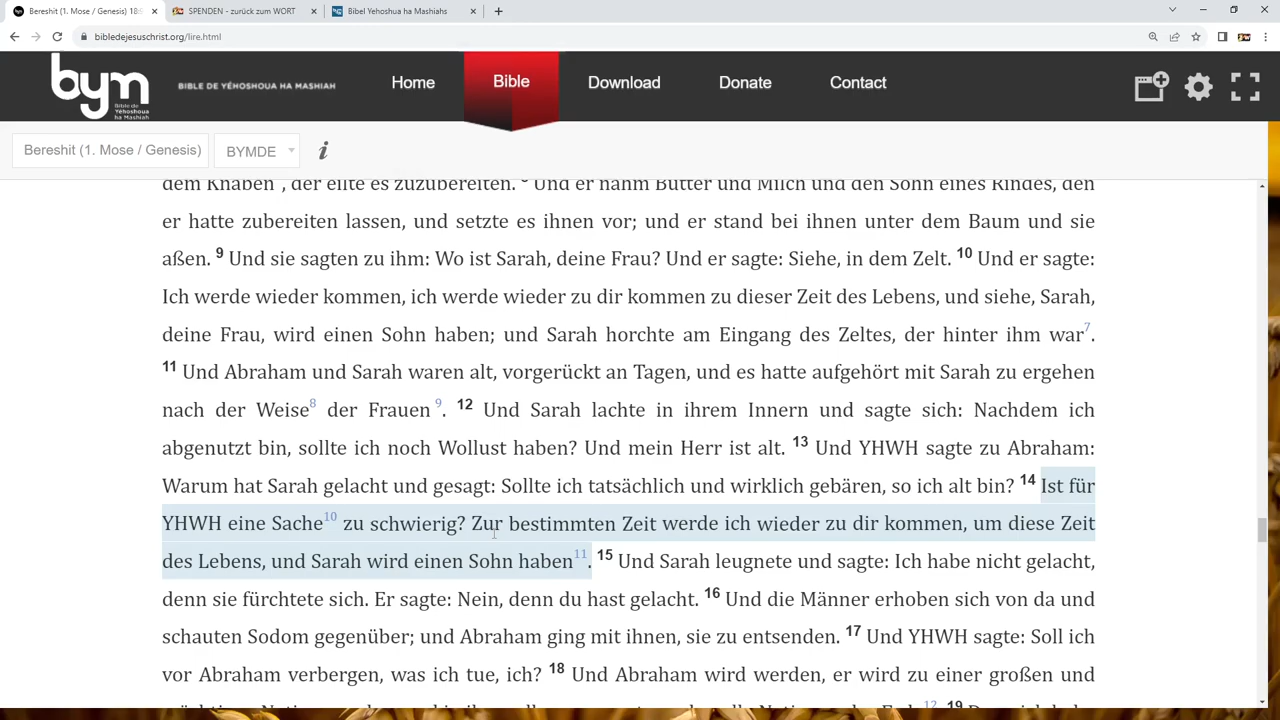 Bereshit (1. Mose / Genesis) 18:
SPENDEN - zurück zum WORT
Bibel Yehoshua ha Mashiahs
bibledejesuschrist.org/lire.html
bym
Bible de
Yéhoshoua
ha Mashiah
BIBLE DE YÉHOSHOUA HA MASHIAH
Home
Bible
Download
Donate
Contact
Bereshit (1. Mose / Genesis)
BYMDE
i
dem Knaben , der eilte es zuzubereiten. Und er nahm Butter und Milch und den Sohn eines Rindes, den
er hatte zubereiten lassen, und setzte es ihnen vor; und er stand bei ihnen unter dem Baum und sie
aßen. 9 Und sie sagten zu ihm: Wo ist Sarah, deine Frau? Und er sagte: Siehe, in dem Zelt. 10 Und er sagte:
Ich werde wieder kommen, ich werde wieder zu dir kommen zu dieser Zeit des Lebens, und siehe, Sarah,
deine Frau, wird einen Sohn haben; und Sarah horchte am Eingang des Zeltes, der hinter ihm war7.
11 Und Abraham und Sarah waren alt, vorgerückt an Tagen, und es hatte aufgehört mit Sarah zu ergehen
nach der Weise8 der Frauen 9. 12 Und Sarah lachte in ihrem Innern und sagte sich: Nachdem ich
abgenutzt bin, sollte ich noch Wollust haben? Und mein Herr ist alt. 13 Und YHWH sagte zu Abraham:
Warum hat Sarah gelacht und gesagt: Sollte ich tatsächlich und wirklich gebären, so ich alt bin? 14 Ist für
YHWH eine Sache10 zu schwierig? Zur bestimmten Zeit werde ich wieder zu dir kommen, um diese Zeit
des Lebens, und Sarah wird einen Sohn haben11. 15 Und Sarah leugnete und sagte: Ich habe nicht gelacht,
denn sie fürchtete sich. Er sagte: Nein, denn du hast gelacht. 16 Und die Männer erhoben sich von da und
schauten Sodom gegenüber; und Abraham ging mit ihnen, sie zu entsenden. 17 Und YHWH sagte: Soll ich
vor Abraham verbergen, was ich tue, ich? 18 Und Abraham wird werden, er wird zu einer großen und